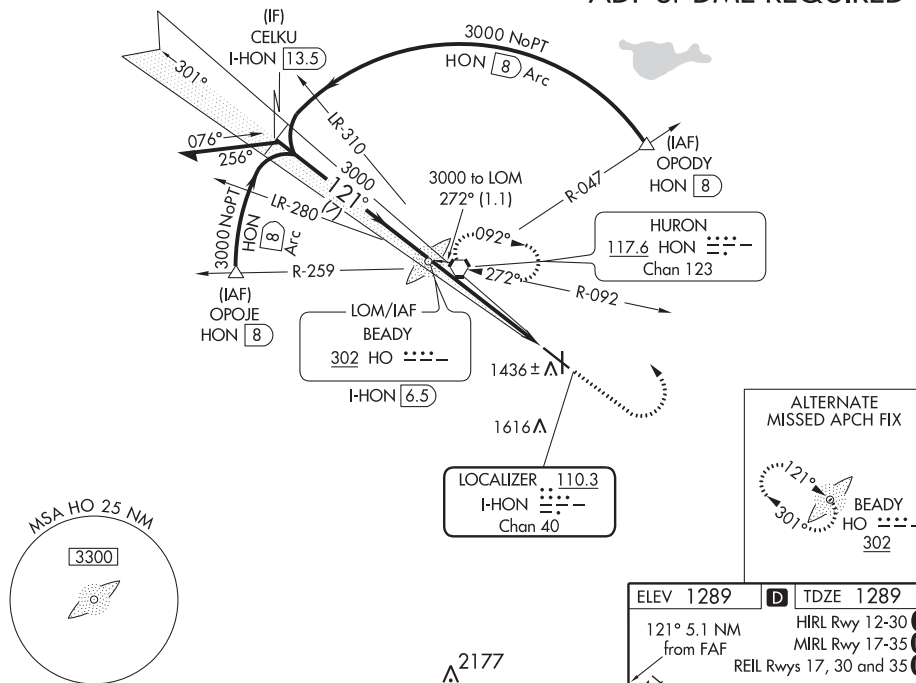 ADF or DME REQUIRED
(IF)
CELKU
I-HON 13.5
3000 NoPT
HON 8 Arc
301°
LR-310
076°
256°
3000
121°
LR-280
3000 NoPT
HON 8 Arc
3000 to LOM
272° (1.1)
(IAF)
OPODY
HON 8
R-047
092°
272°
HURON
117.6 HON
Chan 123
R-259
R-092
(IAF)
OPOJE
HON 8
LOM/IAF
BEADY
302 HO
I-HON 6.5
1436 ±
1616
LOCALIZER 110.3
I-HON
Chan 40
ALTERNATE
MISSED APCH FIX
121°
301°
BEADY
HO
302
MSA HO 25 NM
3300
2177
ELEV 1289 D TDZE 1289
121° 5.1 NM
from FAF
HIRL Rwy 12-30
MIRL Rwy 17-35
REIL Rwys 17, 30 and 35